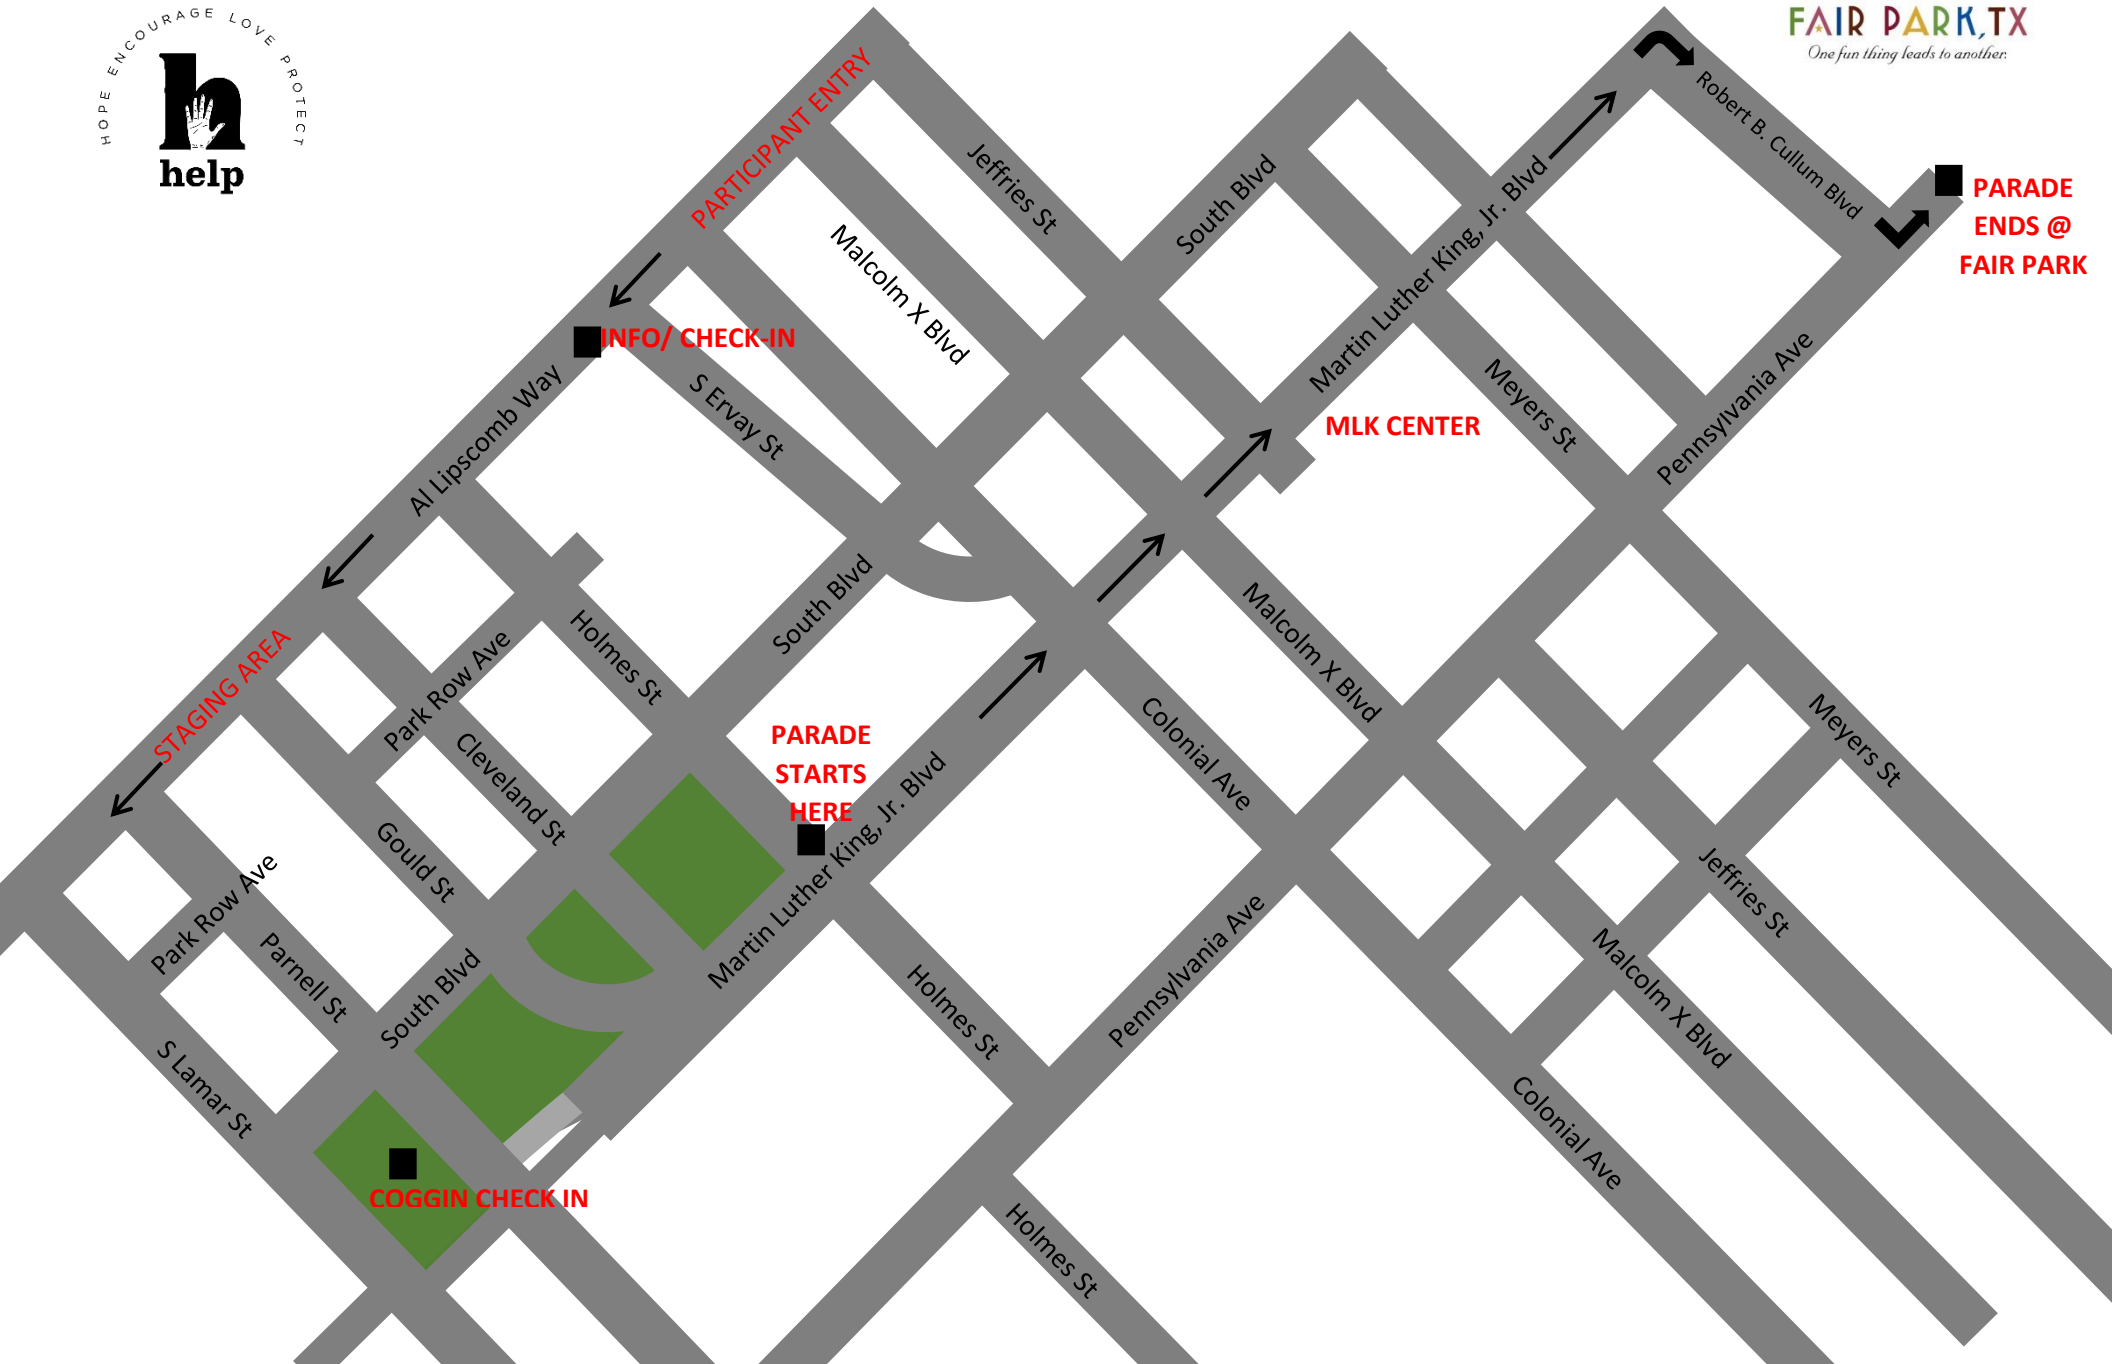 HOPE ENCOURAGE LOVE PROTECT
help
FAIR PARK, TX
One fun thing leads to another.
PARTICIPANT ENTRY
Jeffries St
South Blvd
Robert B. Cullum Blvd
PARADE
ENDS @
FAIR PARK
Malcolm X Blvd
Martin Luther King, Jr. Blvd
INFO/ CHECK-IN
S Ervay St
Al Lipscomb Way
MLK CENTER
Meyers St
Pennsylvania Ave
South Blvd
Holmes St
Park Row Ave
Malcolm X Blvd
STAGING AREA
Cleveland St
Colonial Ave
PARADE
STARTS
HERE
Martin Luther King, Jr. Blvd
Meyers St
Gould St
Park Row Ave
Parnell St
South Blvd
Jeffries St
Holmes St
Pennsylvania Ave
Malcolm X Blvd
S Lamar St
COGGIN CHECK IN
Colonial Ave
Holmes St